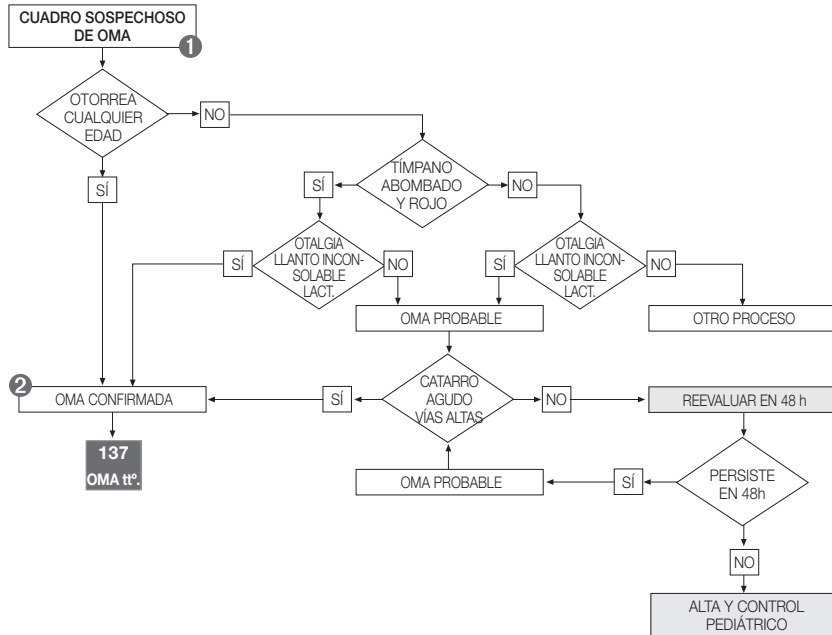 CUADRO SOSPECHOSO
DE OMA
1
OTORREA
CUALQUIER
EDAD
NO
SÍ
TÍMPANO
ABOMBADO
Y ROJO
SÍ
NO
OTALGIA
LLANTO INCON-
SOLABLE
LACT.
SÍ
NO
OTALGIA
LLANTO INCON-
SOLABLE
LACT.
SÍ
NO
OMA PROBABLE
OTRO PROCESO
2
OMA CONFIRMADA
SÍ
CATARRO
AGUDO
VÍAS ALTAS
NO
REEVALUAR EN 48 h
137
OMA ttº.
OMA PROBABLE
SÍ
PERSISTE
EN 48h
NO
ALTA Y CONTROL
PEDIÁTRICO